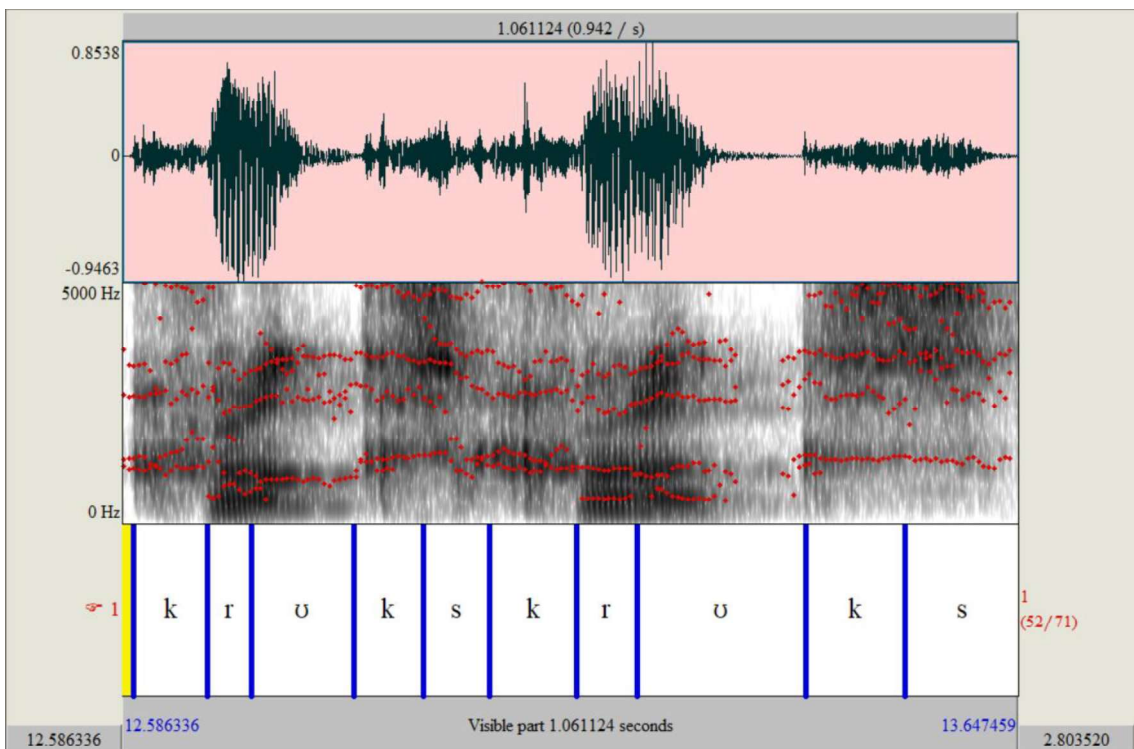 1.061124 (0.942 / s)
0.8538
0
-0.9463
5000 Hz
0 Hz
☞ 1
k r ʊ k s k r ʊ k s
1
(52/71)
12.586336 Visible part 1.061124 seconds 13.647459
12.586336 2.803520